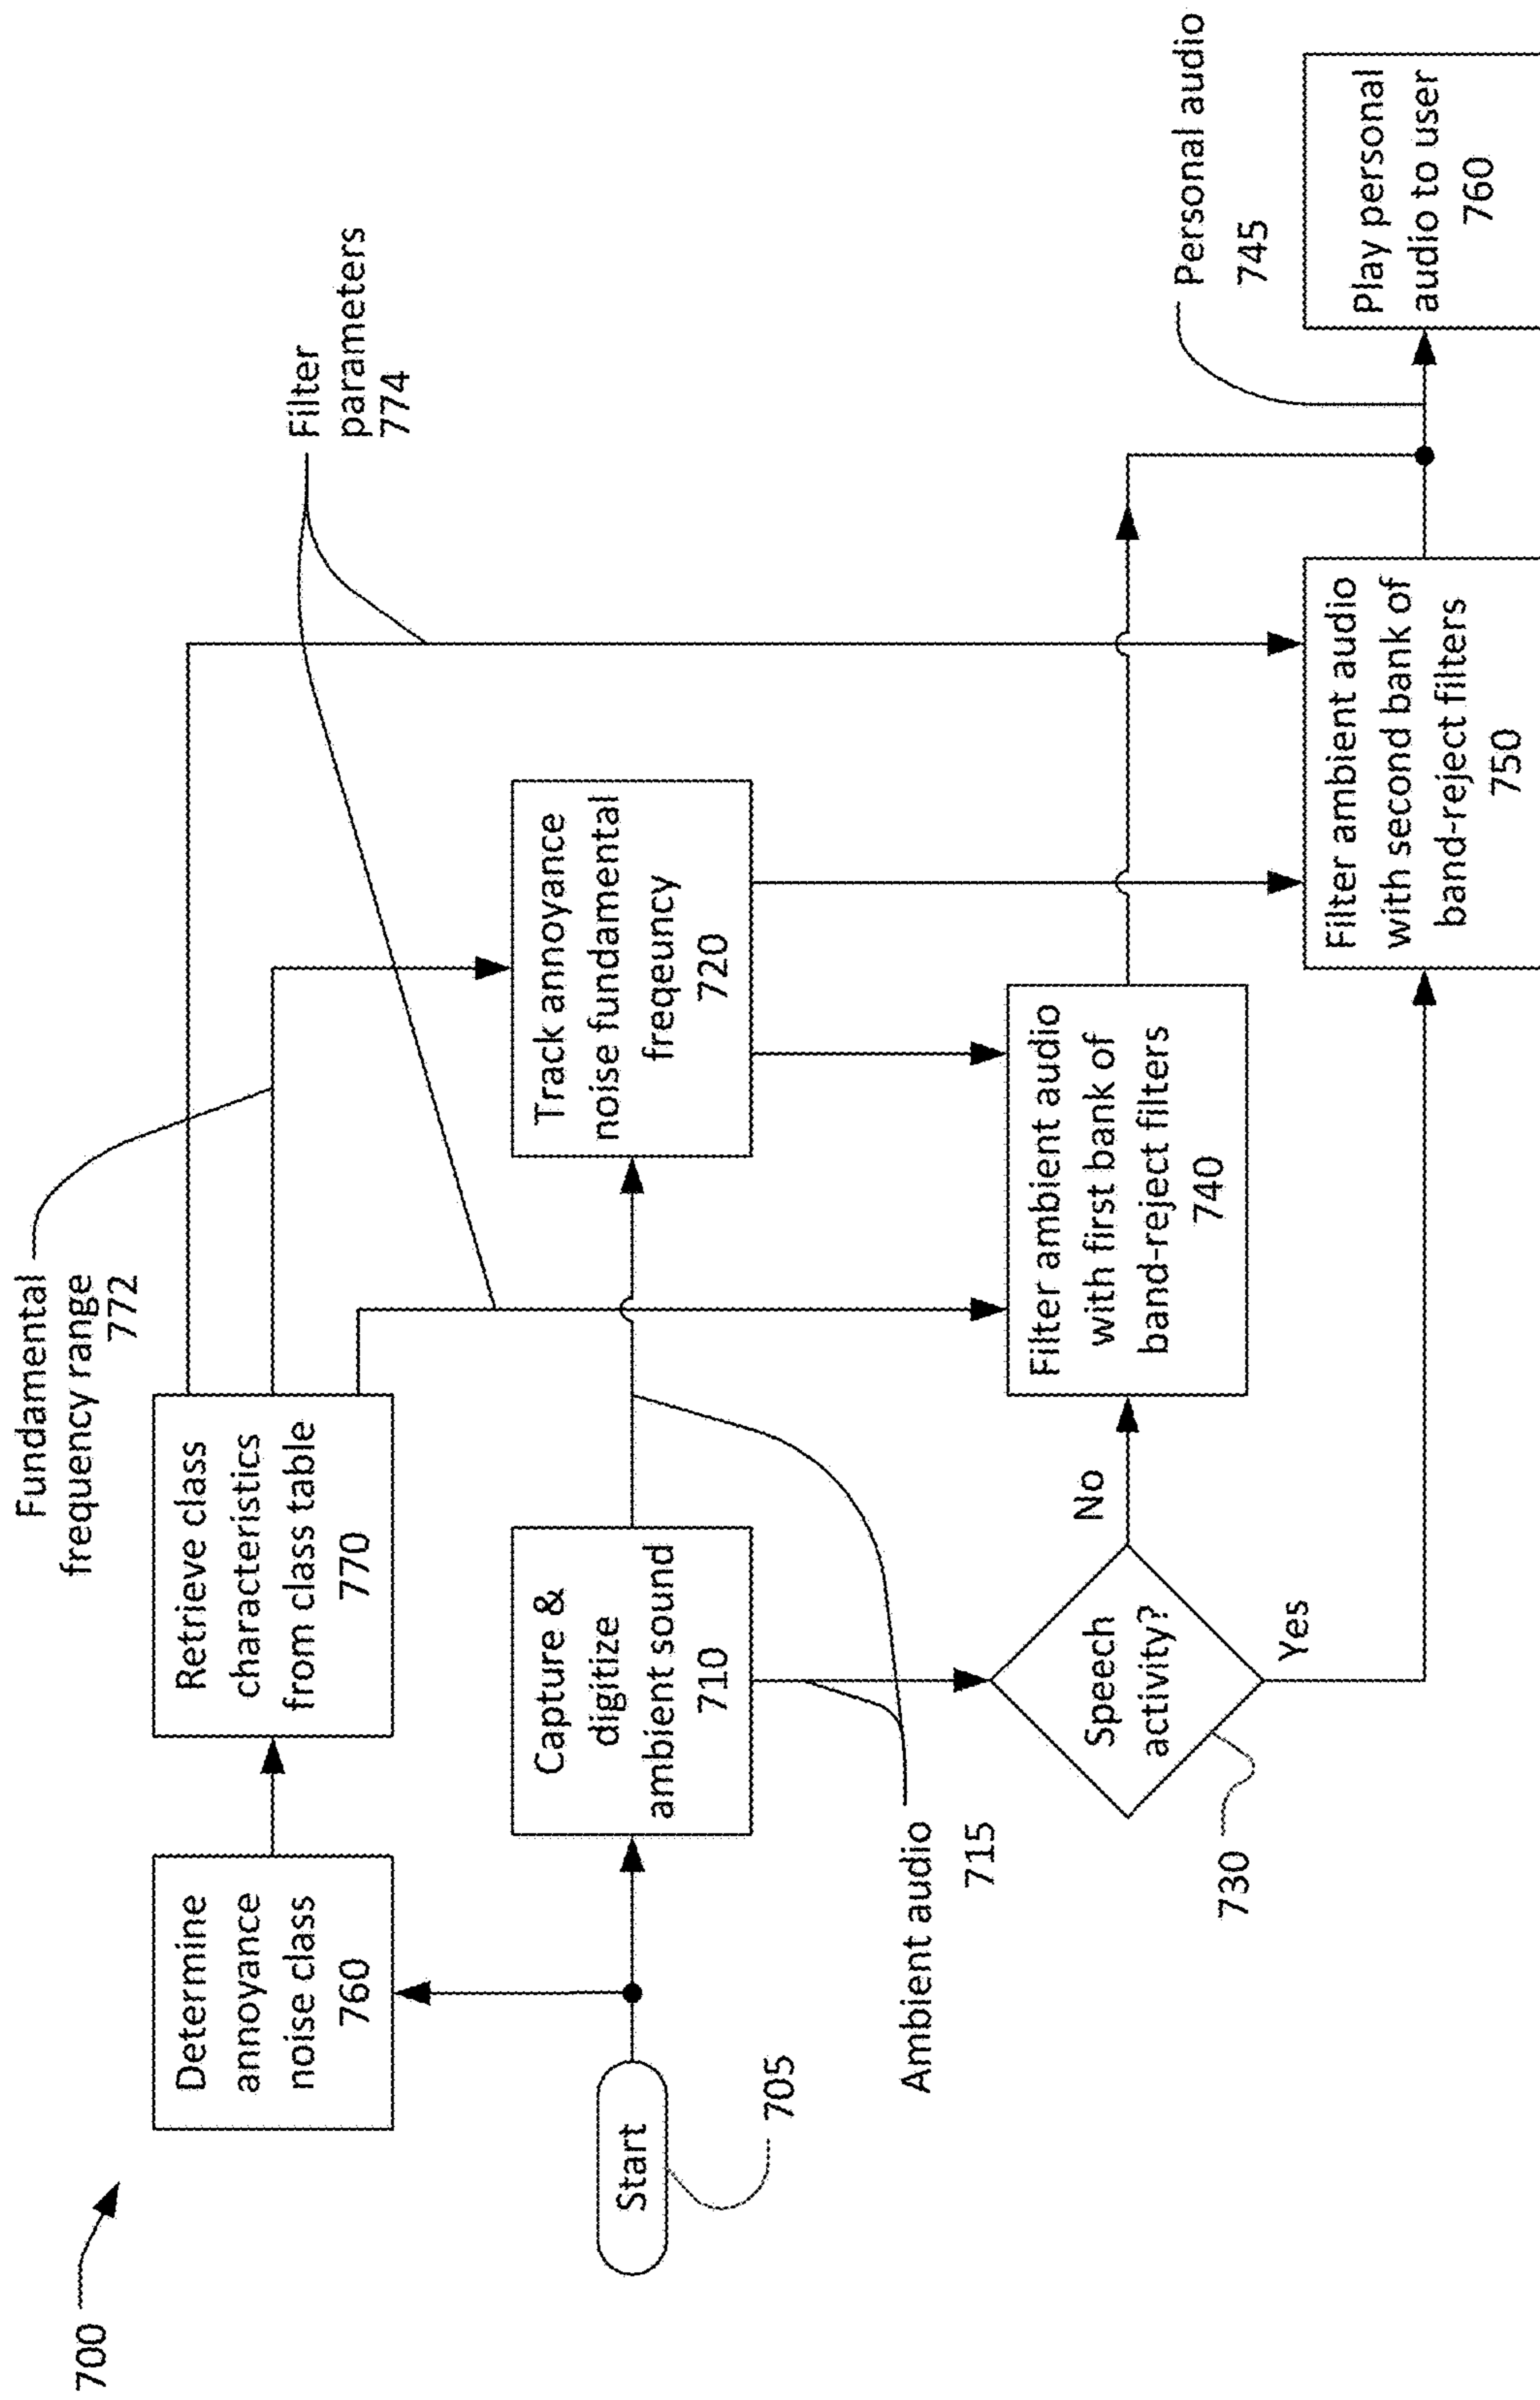 700
Determine
annoyance
noise class
760
Retrieve class
characteristics
from class table
770
Fundamental
frequency range
772
Filter
parameters
774
Start
705
Capture &
digitize
ambient sound
710
Track annoyance
noise fundamental
freqeuncy
720
Ambient audio
715
Speech
activity?
730
No
Yes
Filter ambient audio
with first bank of
band-reject filters
740
Filter ambient audio
with second bank of
band-reject filters
750
Personal audio
745
Play personal
audio to user
760